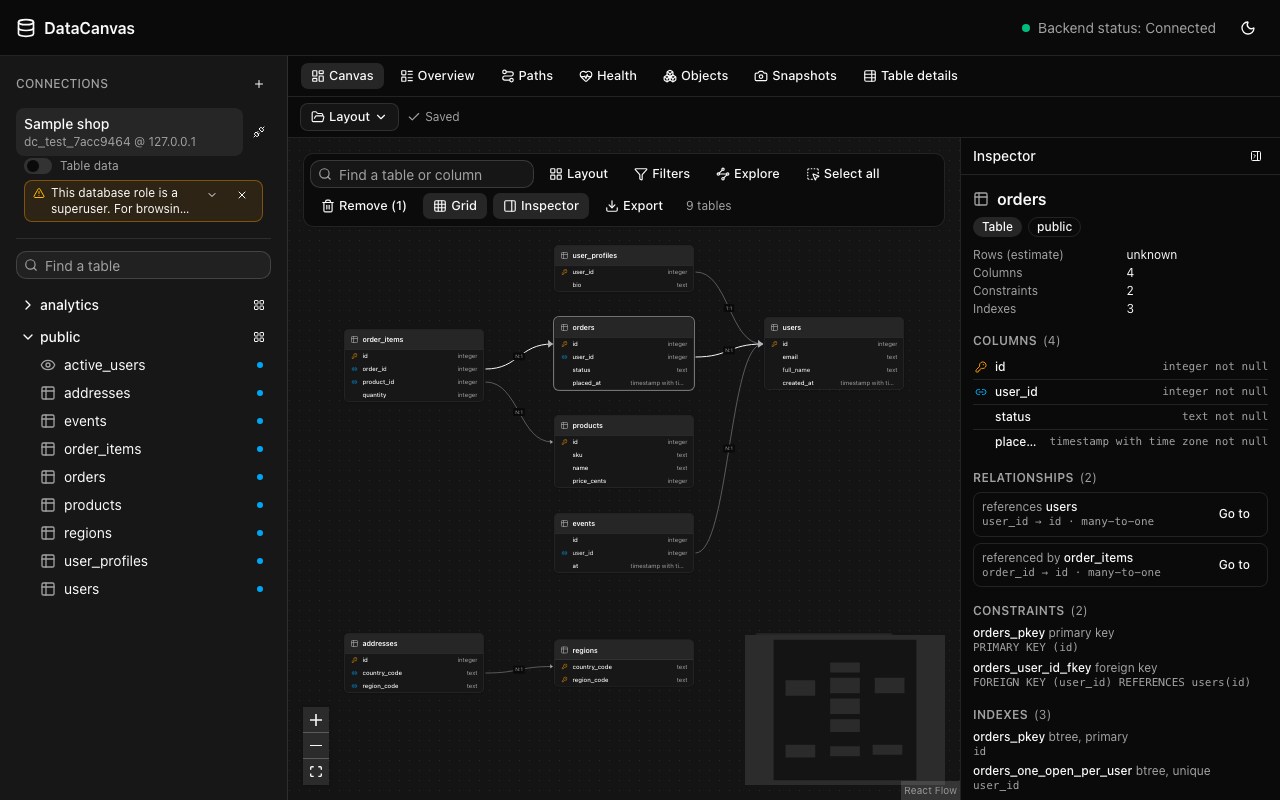 DataCanvas
Backend status: Connected
CONNECTIONS
Sample shop
dc_test_7acc9464 @ 127.0.0.1
Table data
This database role is a
superuser. For browsin...
Find a table
analytics
public
active_users
addresses
events
order_items
orders
products
regions
user_profiles
users
Canvas
Overview
Paths
Health
Objects
Snapshots
Table details
Layout
Saved
Find a table or column
Layout
Filters
Explore
Select all
Remove (1)
Grid
Inspector
Export
9 tables
user_profiles
user_id integer
bio text
order_items
id integer
order_id integer
product_id integer
quantity integer
orders
id integer
user_id integer
status text
placed_at timestamp with ti...
users
id integer
email text
full_name text
created_at timestamp with ti...
products
id integer
sku text
name text
price_cents integer
events
id integer
user_id integer
at timestamp with ti...
addresses
id integer
country_code text
region_code text
regions
country_code text
region_code text
1:1
N:1
N:1
N:1
N:1
N:1
React Flow
Inspector
orders
Table
public
Rows (estimate) unknown
Columns 4
Constraints 2
Indexes 3
COLUMNS (4)
id integer not null
user_id integer not null
status text not null
place... timestamp with time zone not null
RELATIONSHIPS (2)
references users
user_id → id · many-to-one
Go to
referenced by order_items
order_id → id · many-to-one
Go to
CONSTRAINTS (2)
orders_pkey primary key
PRIMARY KEY (id)
orders_user_id_fkey foreign key
FOREIGN KEY (user_id) REFERENCES users(id)
INDEXES (3)
orders_pkey btree, primary
id
orders_one_open_per_user btree, unique
user_id